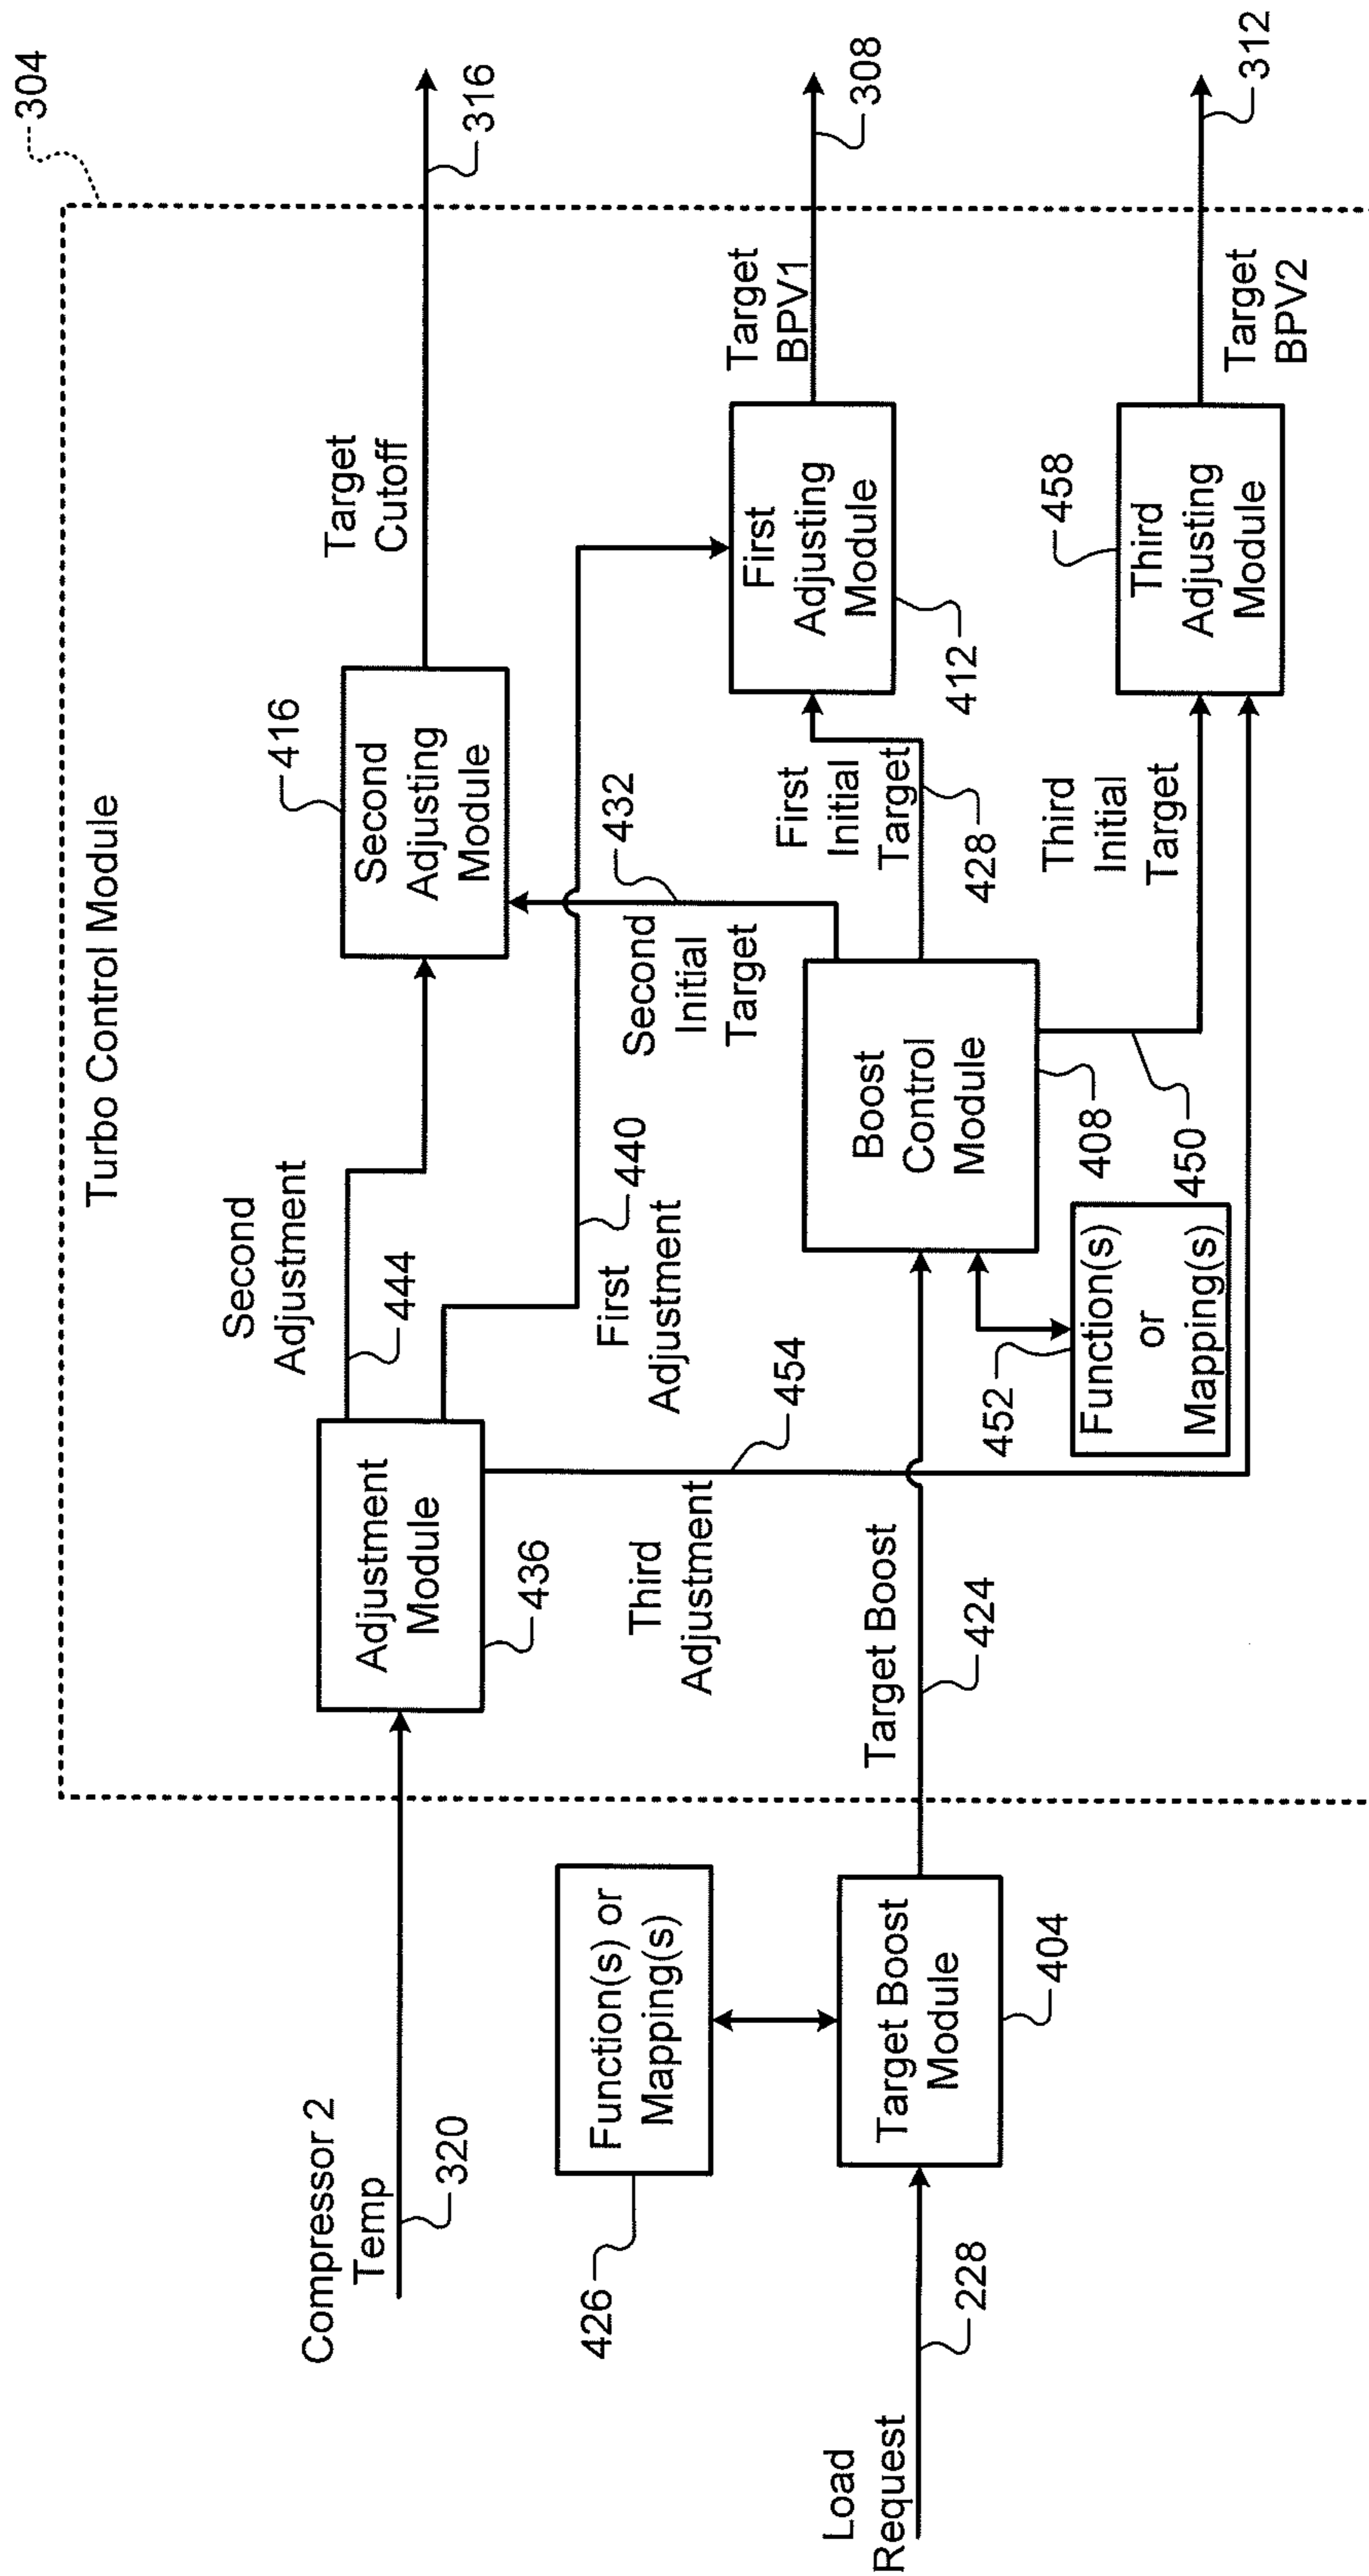 304
Turbo Control Module
316
308
312
Target
Cutoff
Target
BPV1
Target
BPV2
416
Second
Adjusting
Module
First
Adjusting
Module
412
458
Third
Adjusting
Module
432
Second
Initial
Target
First
Initial
Target
428
Third
Initial
Target
Second
Adjustment
444
440
First
Adjustment
Boost
Control
Module
408
450
452
Function(s)
or
Mapping(s)
Adjustment
Module
436
454
Third
Adjustment
Target Boost
424
Compressor 2
Temp
320
Function(s) or
Mapping(s)
426
Target Boost
Module
404
Load
Request
228